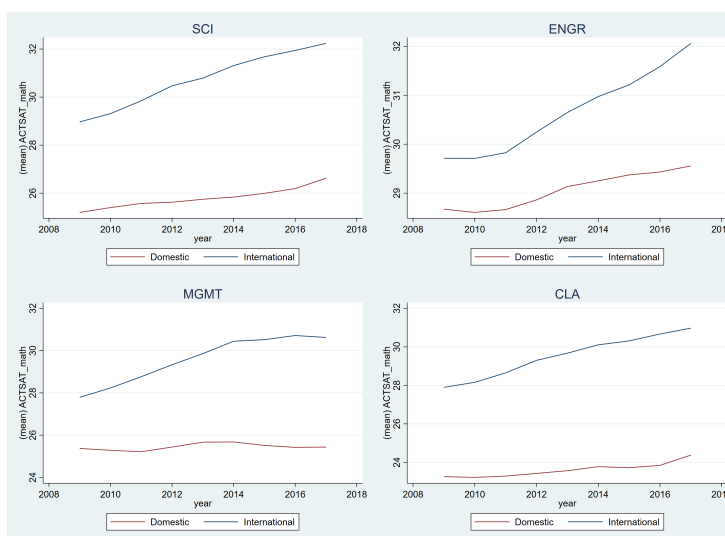 SCI
(mean) ACTSAT_math
32
30
28
26
2008 2010 2012 2014 2016 2018
year
Domestic International
ENGR
(mean) ACTSAT_math
32
31
30
29
2008 2010 2012 2014 2016 201
year
Domestic International
MGMT
(mean) ACTSAT_math
32
30
28
26
24
2008 2010 2012 2014 2016 2018
year
Domestic International
CLA
(mean) ACTSAT_math
32
30
28
26
24
2008 2010 2012 2014 2016 201
year
Domestic International